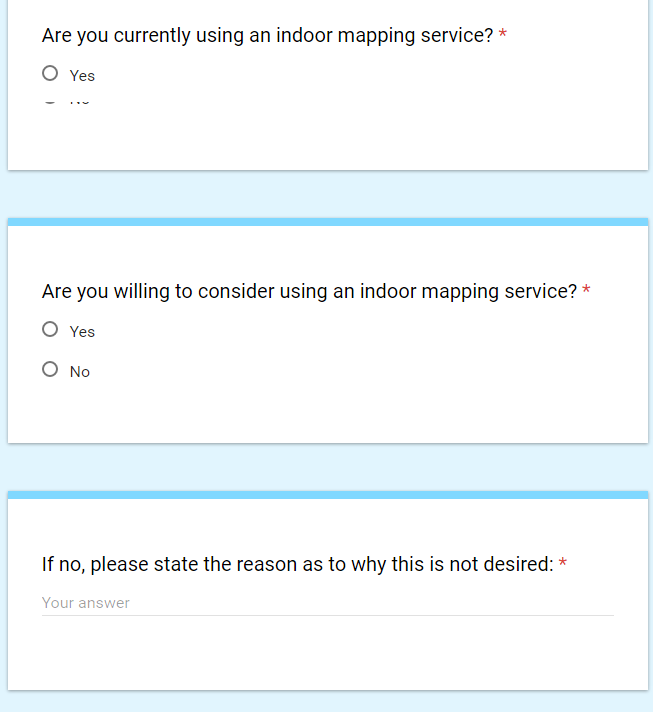 Are you currently using an indoor mapping service? *
Yes
Are you willing to consider using an indoor mapping service? *
Yes
No
If no, please state the reason as to why this is not desired: *
Your answer